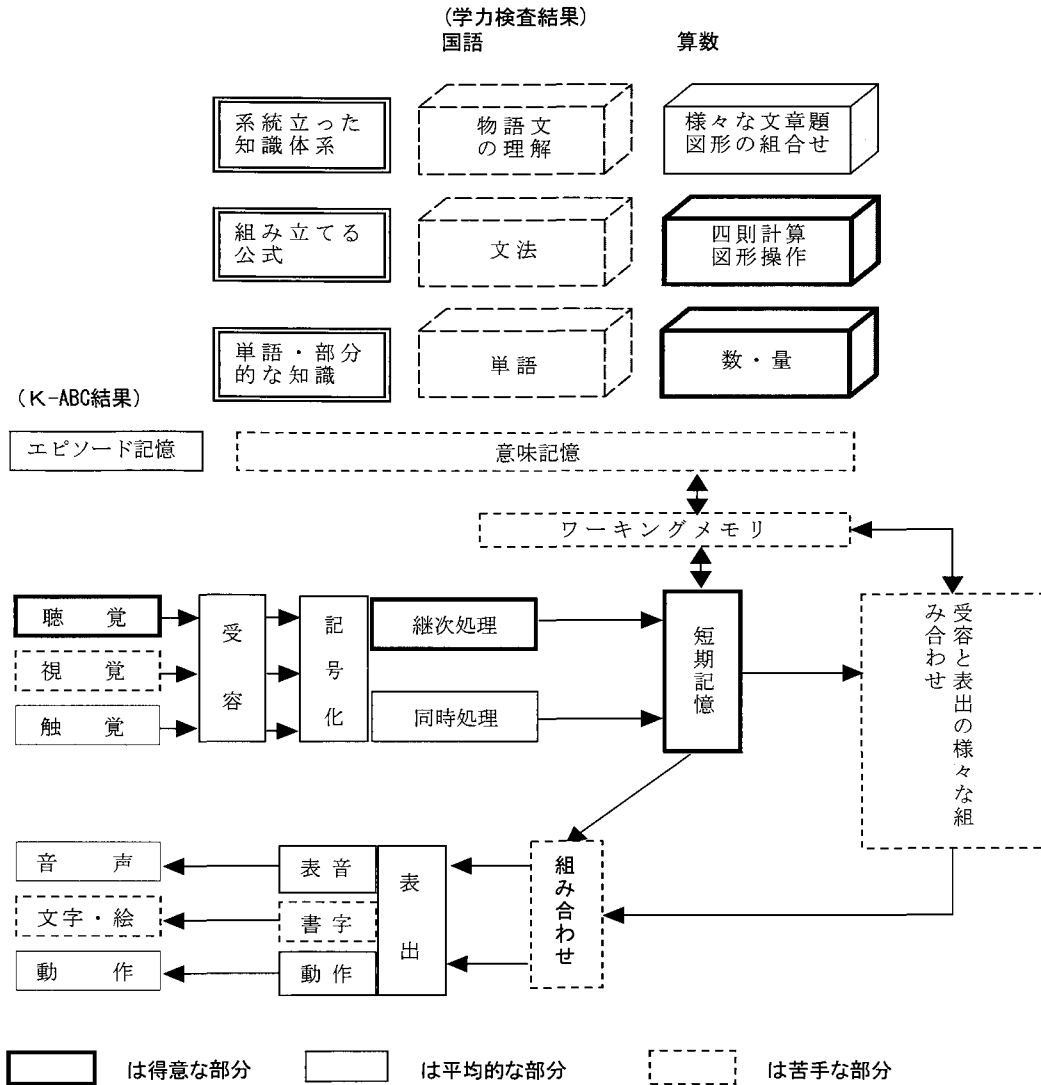 (学力検査結果)
国語
算数
系統立った
知識体系
物語文
の理解
様々な文章題
図形の組合せ
組み立てる
公式
文法
四則計算
図形操作
単語・部分
的な知識
単語
数・量
(K-ABC結果)
エピソード記憶
意味記憶
ワーキングメモリ
聴覚
視覚
触覚
受容
記号化
継次処理
同時処理
短期記憶
受容と表出の様々な組
み合わせ
音声
文字・絵
動作
表音
書字
動作
表出
組み合わせ
は得意な部分
は平均的な部分
は苦手な部分